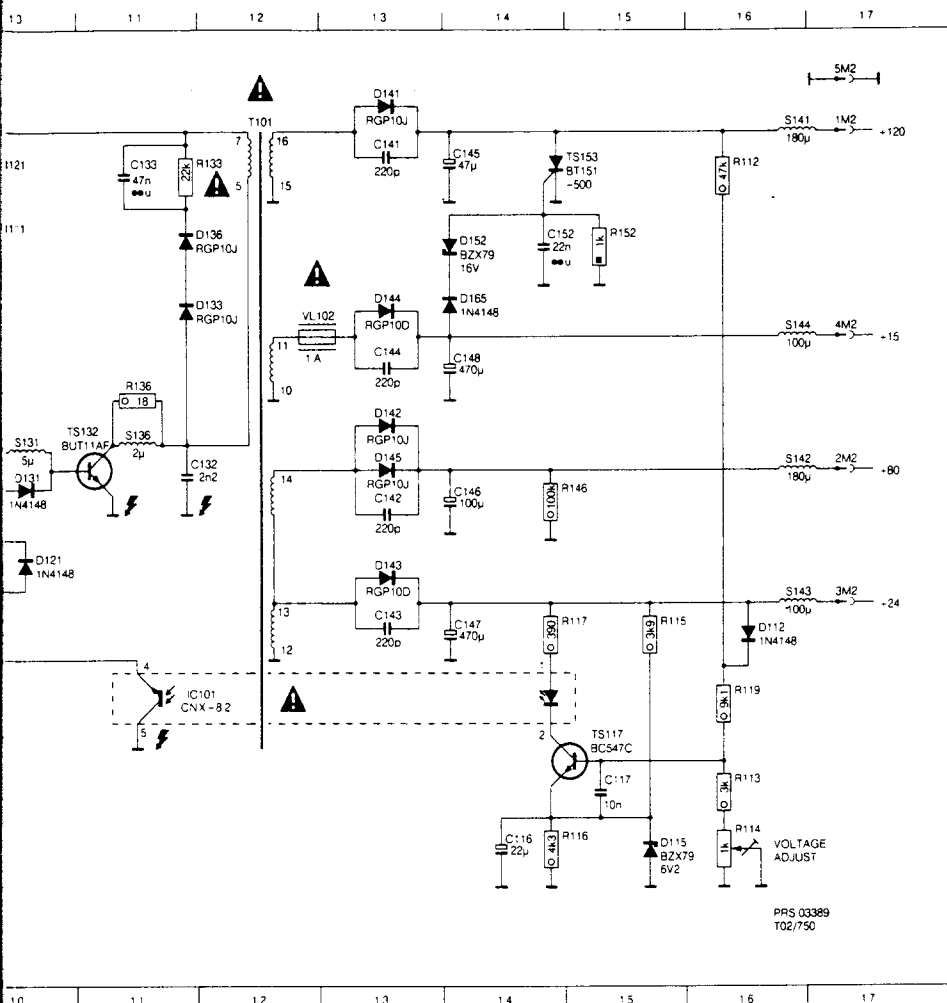 10 11 12 13 14 15 16 17
5M2
T101
7
5
16
15
D141
RGP10J
C141
220p
C145
47µ
TS153
BT151
-500
R112
47k
S141
180µ
1M2
+120
C133
47n
R133
22k
D136
RGP10J
D133
RGP10J
D152
BZX79
16V
C152
22n
R152
1k
D165
1N4148
VL102
1A
11
10
D144
RGP10D
C144
220p
C148
470µ
S144
100µ
4M2
+15
R136
18
TS132
BUT11AF
S136
2µ
S131
5µ
D131
1N4148
C132
2n2
14
D142
RGP10J
D145
RGP10J
C142
220p
C146
100µ
R146
100k
S142
180µ
2M2
+80
D121
1N4148
13
12
D143
RGP10D
C143
220p
C147
470µ
R117
390
R115
3k9
S143
100µ
3M2
+24
D112
1N4148
4
5
IC101
CNX-82
1
2
R119
9k1
TS117
BC547C
C117
10n
R113
3k
R114
1k
VOLTAGE
ADJUST
C116
22µ
R116
4k3
D115
BZX79
6V2
PRS 03389
T02/750
10 11 12 13 14 15 16 17